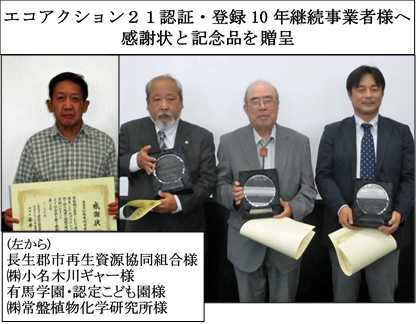 エコアクション２１認証・登録10年継続事業者様へ
感謝状と記念品を贈呈
感謝状
(左から)
長生郡市再生資源協同組合様
㈱小名木川ギャー様
有馬学園・認定こども園様
㈱常盤植物化学研究所様